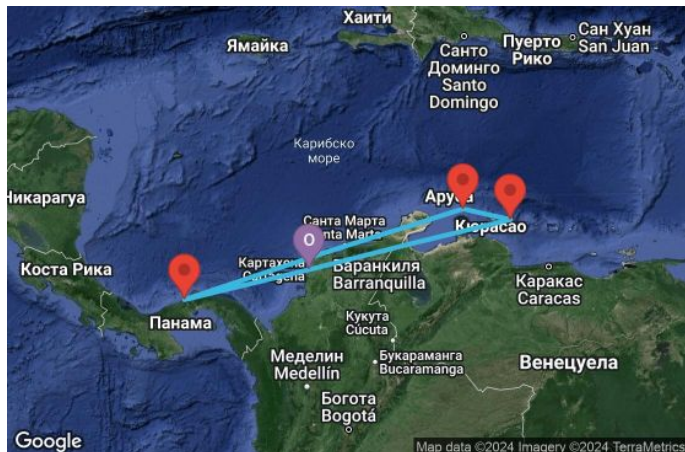 Хаити
Ямайка
Санто
Доминго
Santo
Domingo
Пуерто
Рико
Сан Хуан
San Juan
Карибско
море
Никарагуа
Аруба
Санта Марта
Santa Marta
Кюрасао
O
Коста Рика
Картахена
Cartagena
Баранкиля
Barranquilla
Каракас
Caracas
Панама
Кукута
Cúcuta
Меделин
Medellín
Букараманга
Bucaramanga
Венецуела
Богота
Bogotá
Google
Map data ©2024 Imagery ©2024 TerraMetrics